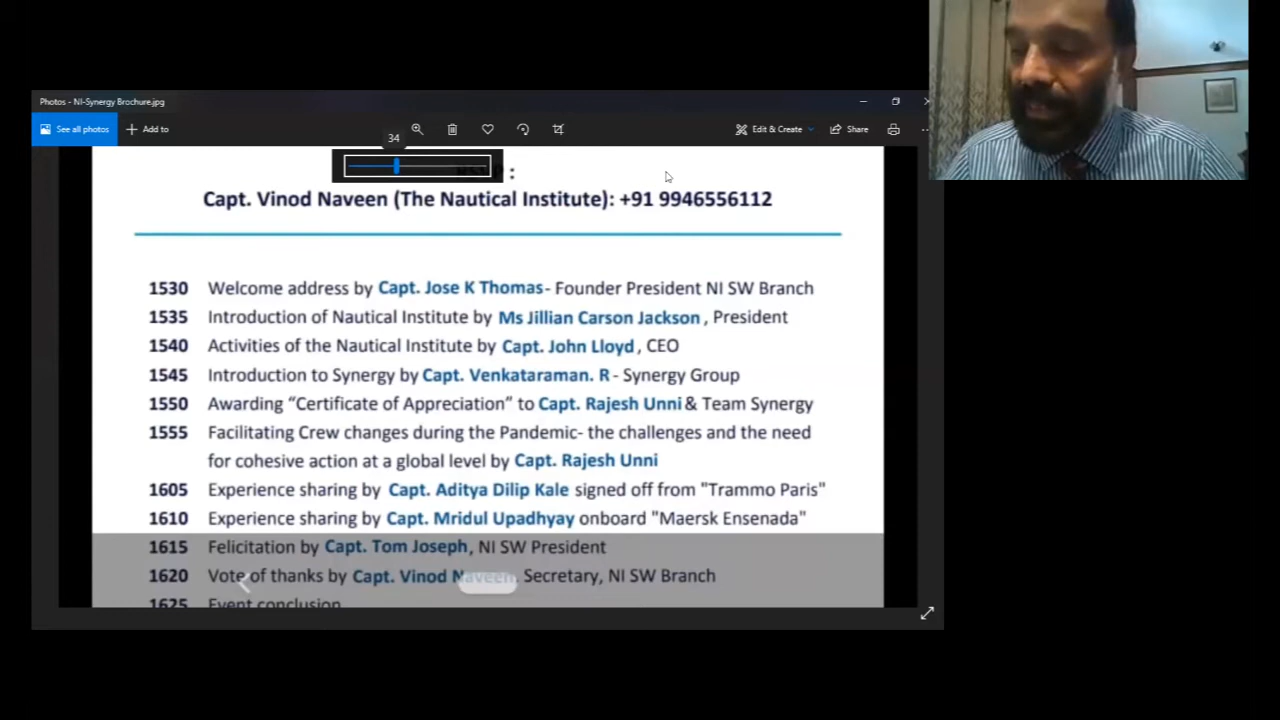 Photos - NI-Synergy Brochure.jpg
See all photos
Add to
34
Edit & Create
Share
:
Capt. Vinod Naveen (The Nautical Institute): +91 9946556112
1530 Welcome address by Capt. Jose K Thomas- Founder President NI SW Branch
1535 Introduction of Nautical Institute by Ms Jillian Carson Jackson, President
1540 Activities of the Nautical Institute by Capt. John Lloyd, CEO
1545 Introduction to Synergy by Capt. Venkataraman. R - Synergy Group
1550 Awarding “Certificate of Appreciation” to Capt. Rajesh Unni & Team Synergy
1555 Facilitating Crew changes during the Pandemic- the challenges and the need
for cohesive action at a global level by Capt. Rajesh Unni
1605 Experience sharing by Capt. Aditya Dilip Kale signed off from "Trammo Paris"
1610 Experience sharing by Capt. Mridul Upadhyay onboard "Maersk Ensenada"
1615 Felicitation by Capt. Tom Joseph, NI SW President
1620 Vote of thanks by Capt. Vinod Naveen, Secretary, NI SW Branch
1625 Event conclusion